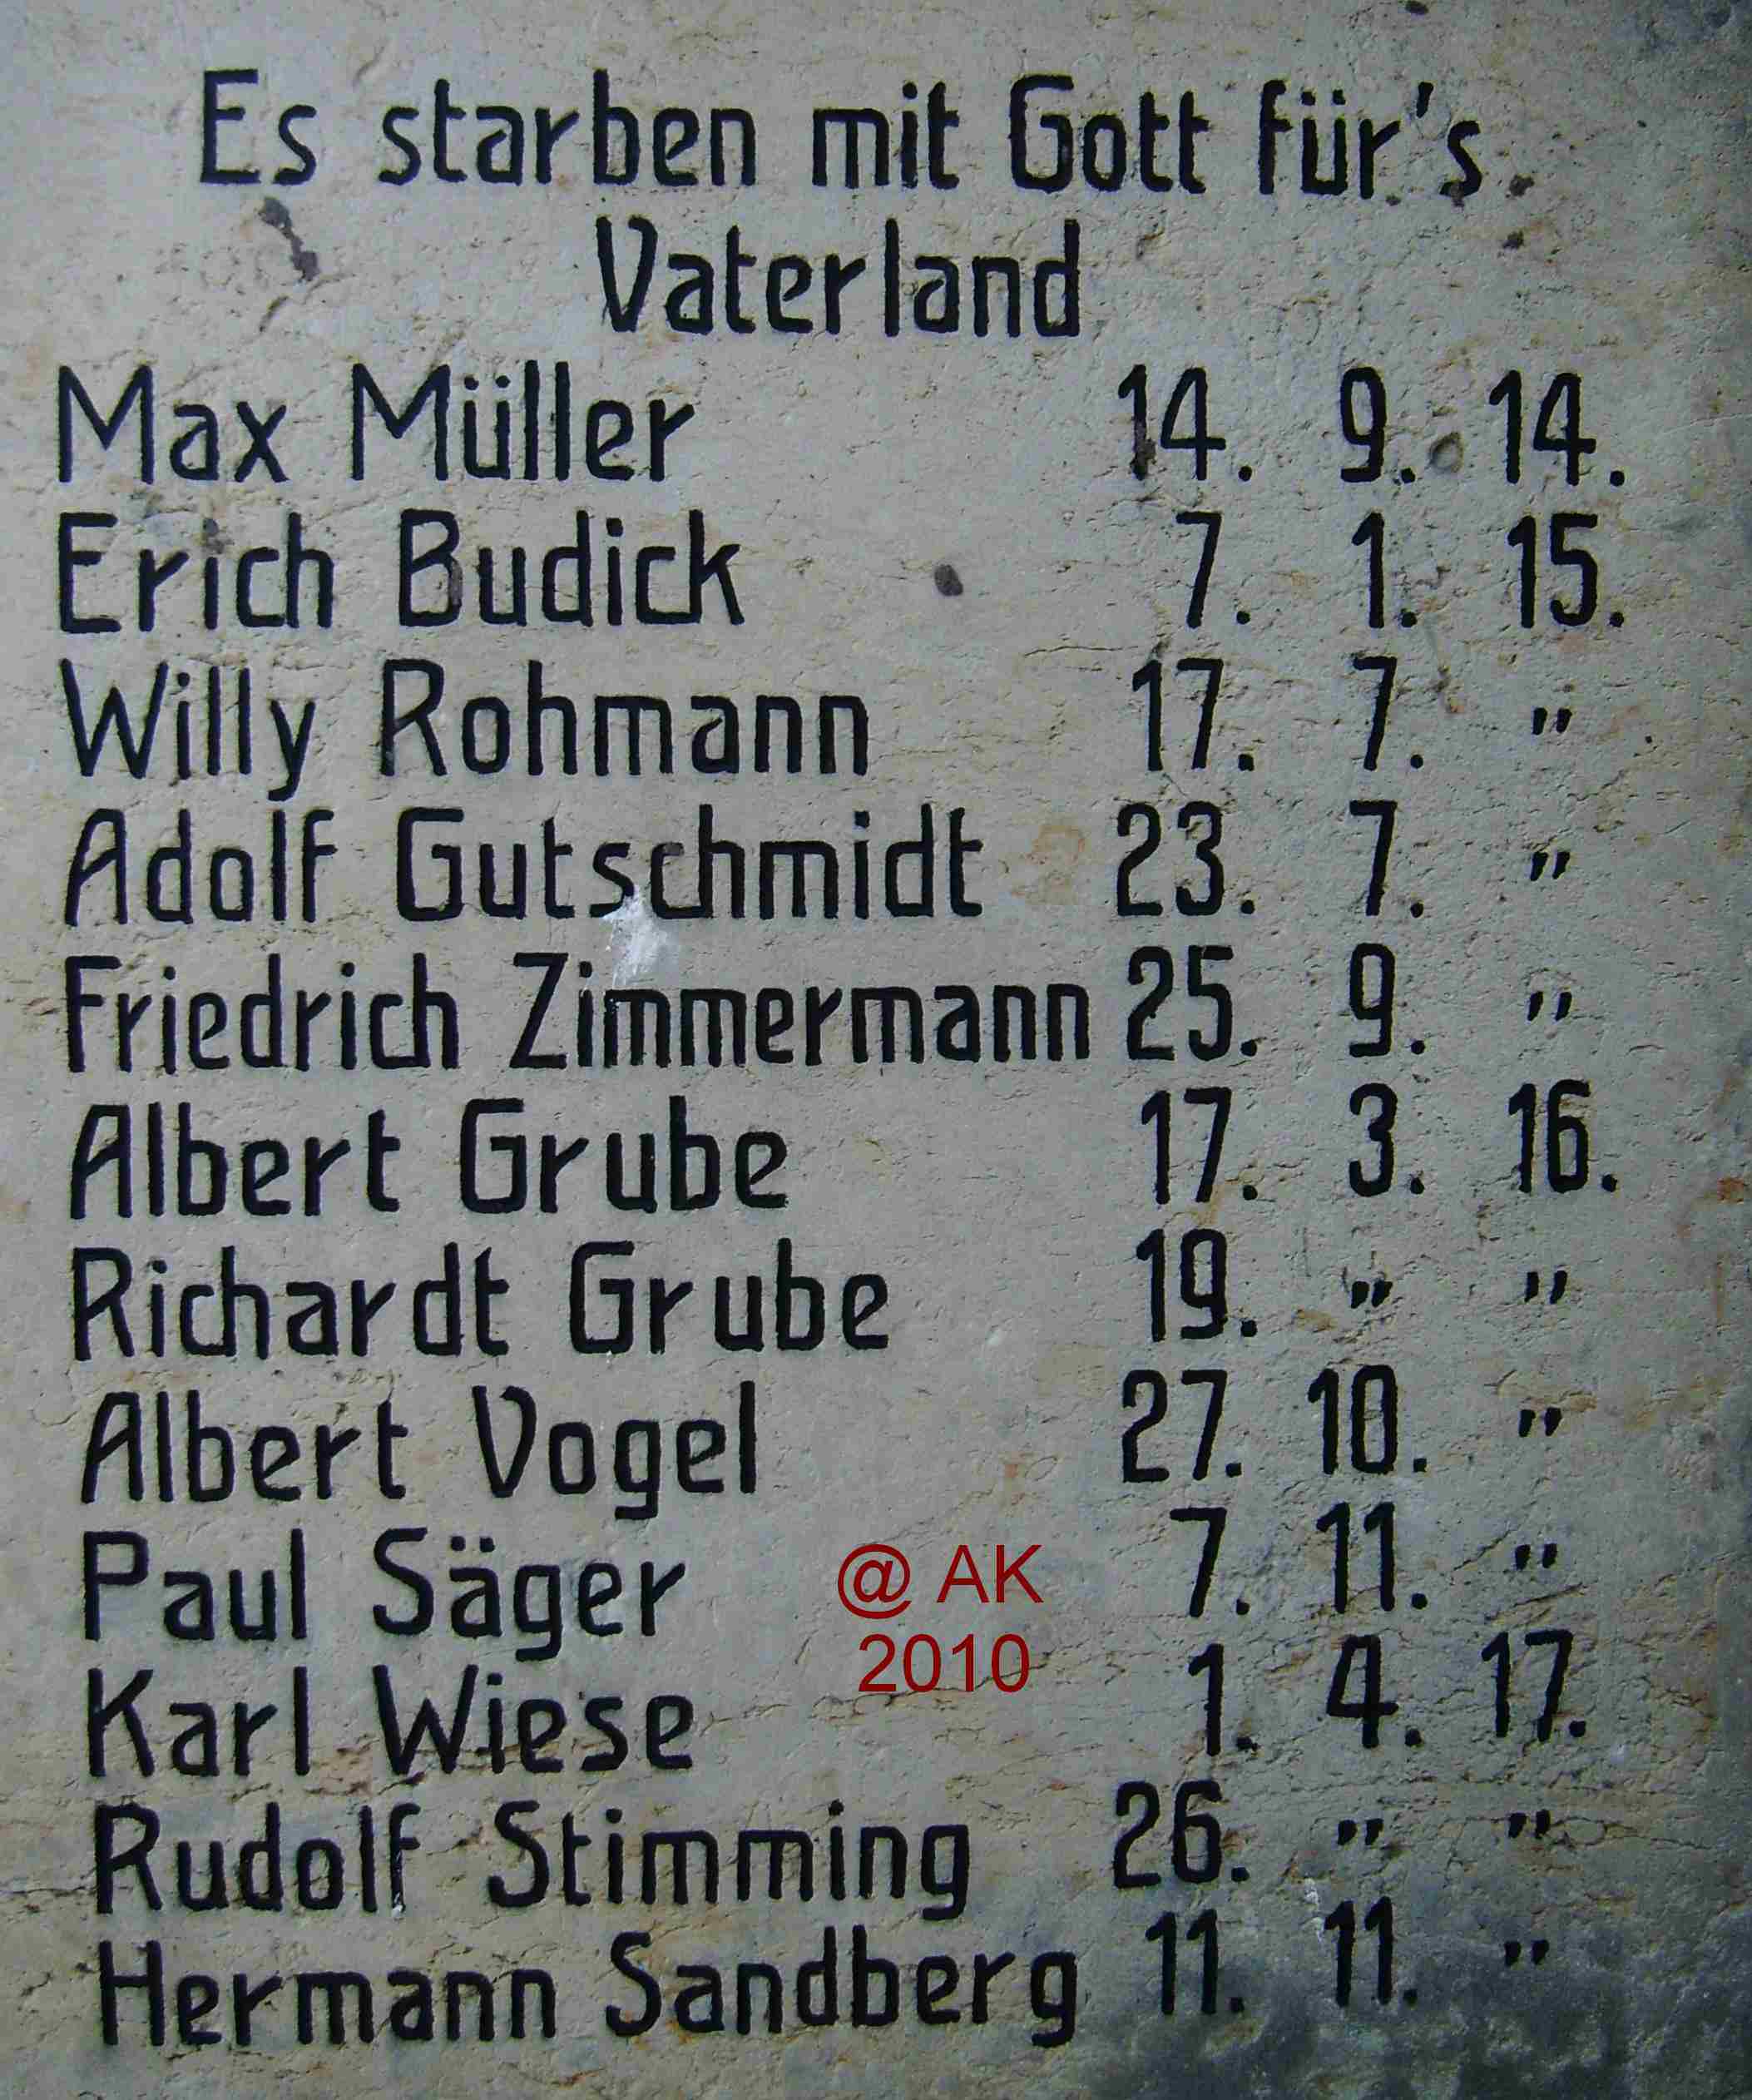 Es starben mit Gott für's
Vaterland
Max Müller 14. 9. 14.
Erich Budick 7. 1. 15.
Willy Rohmann 17. 7. "
Adolf Gutschmidt 23. 7. "
Friedrich Zimmermann 25. 9. "
Albert Grube 17. 3. 16.
Richardt Grube 19. " "
Albert Vogel 27. 10. "
Paul Säger 7. 11. "
@ AK
2010
Karl Wiese 1. 4. 17.
Rudolf Stimming 26. " "
Hermann Sandberg 11. 11. "